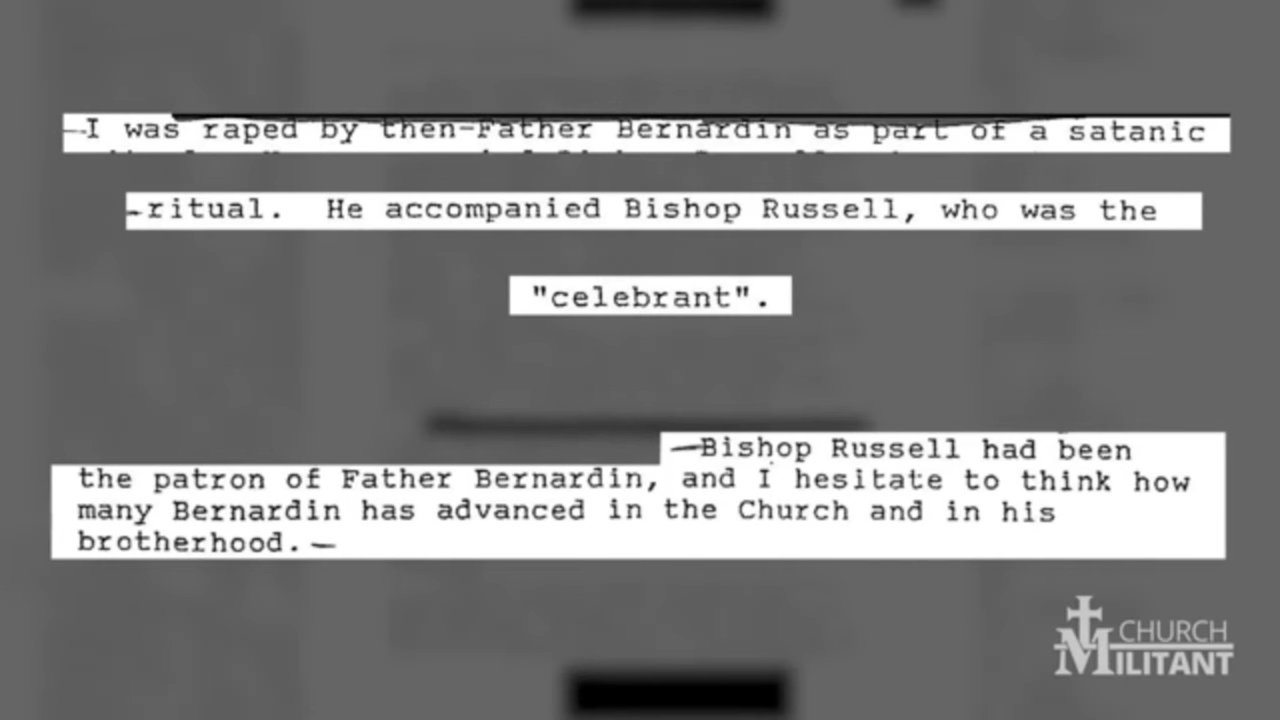 —I was raped by then-Father Bernardin as part of a satanic
-ritual. He accompanied Bishop Russell, who was the
"celebrant".
—Bishop Russell had been
the patron of Father Bernardin, and I hesitate to think how
many Bernardin has advanced in the Church and in his
brotherhood.—
CHURCH
MILITANT